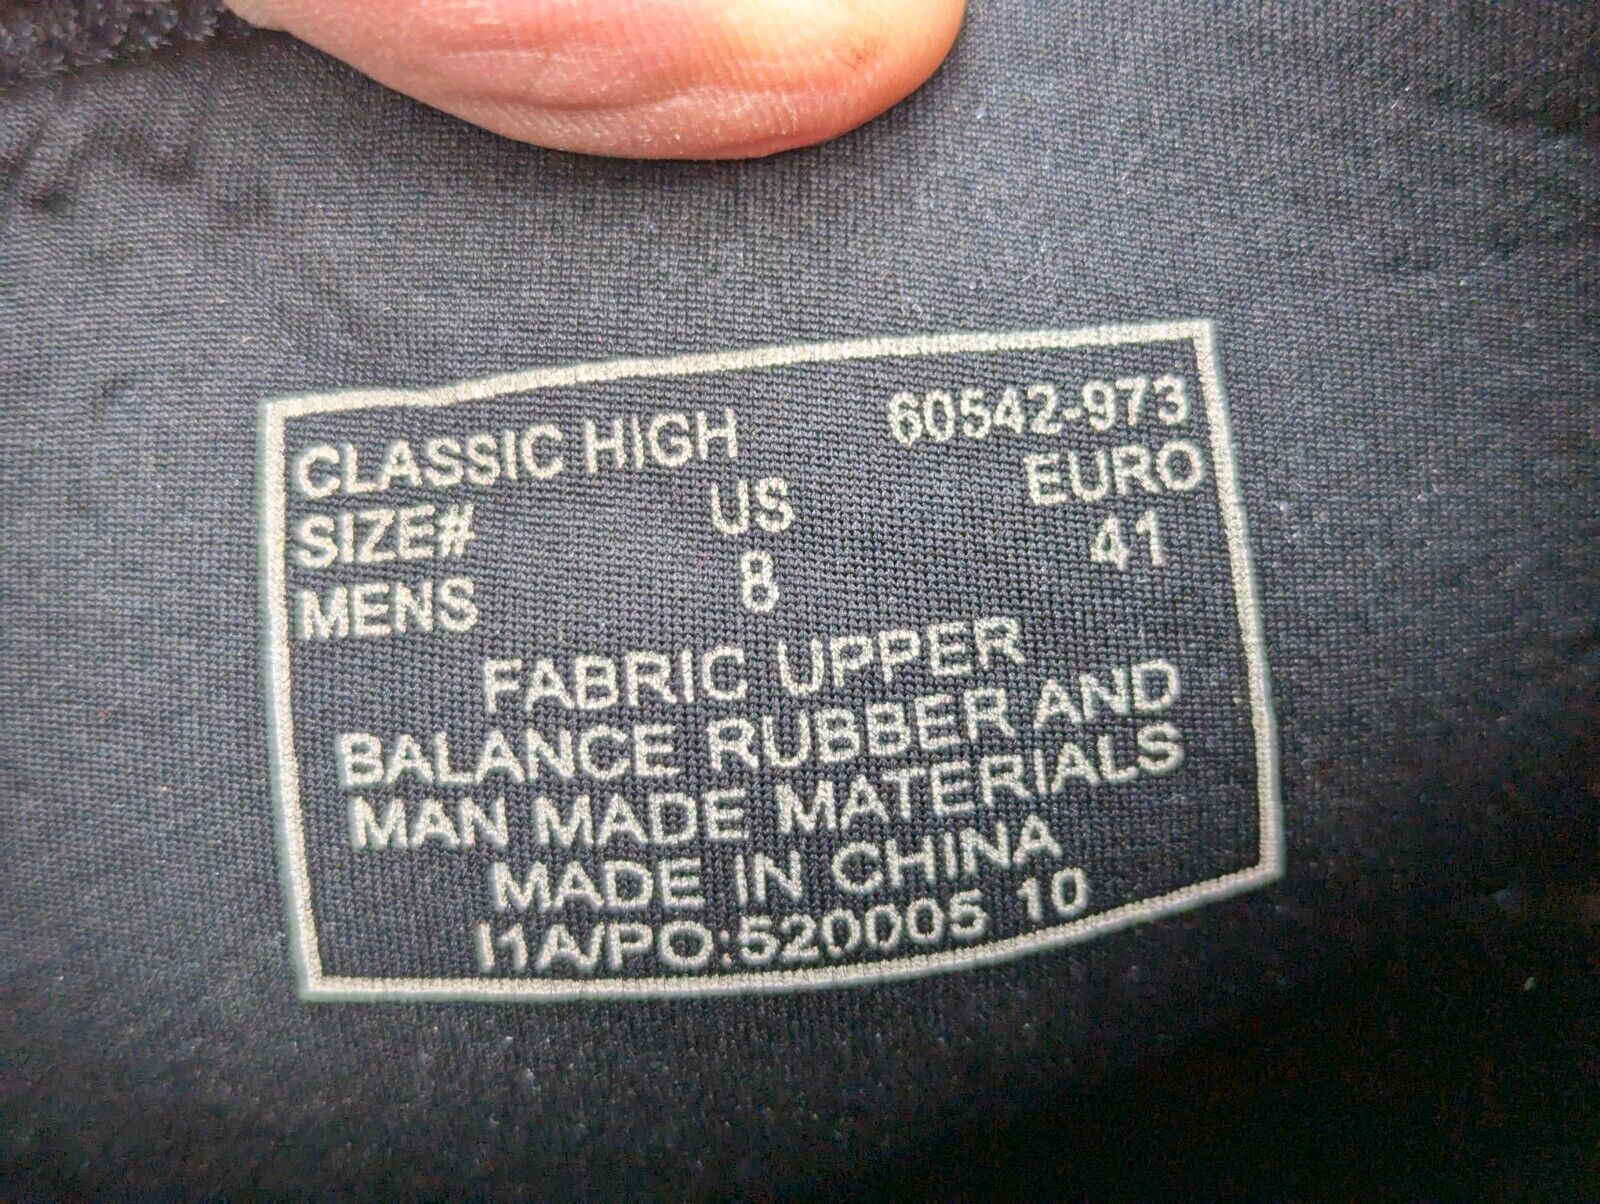 CLASSIC HIGH 60542-973
SIZE# US EURO
MENS 8 41
FABRIC UPPER
BALANCE RUBBER AND
MAN MADE MATERIALS
MADE IN CHINA
I1A/PO:520005 10